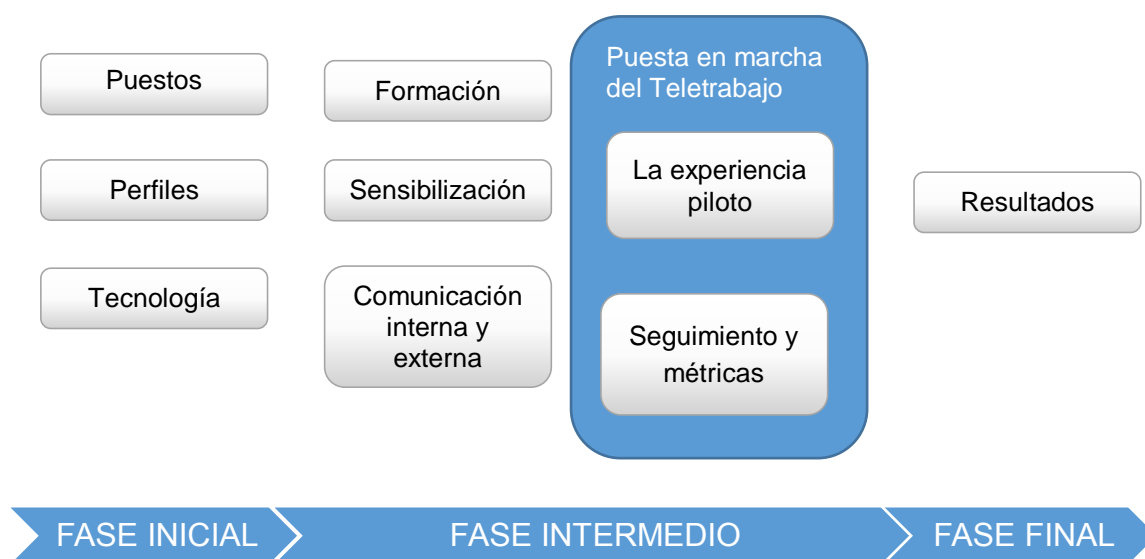 Puestos
Perfiles
Tecnología
Formación
Sensibilización
Comunicación
interna y
externa
Puesta en marcha
del Teletrabajo
La experiencia
piloto
Seguimiento y
métricas
Resultados
FASE INICIAL
FASE INTERMEDIO
FASE FINAL